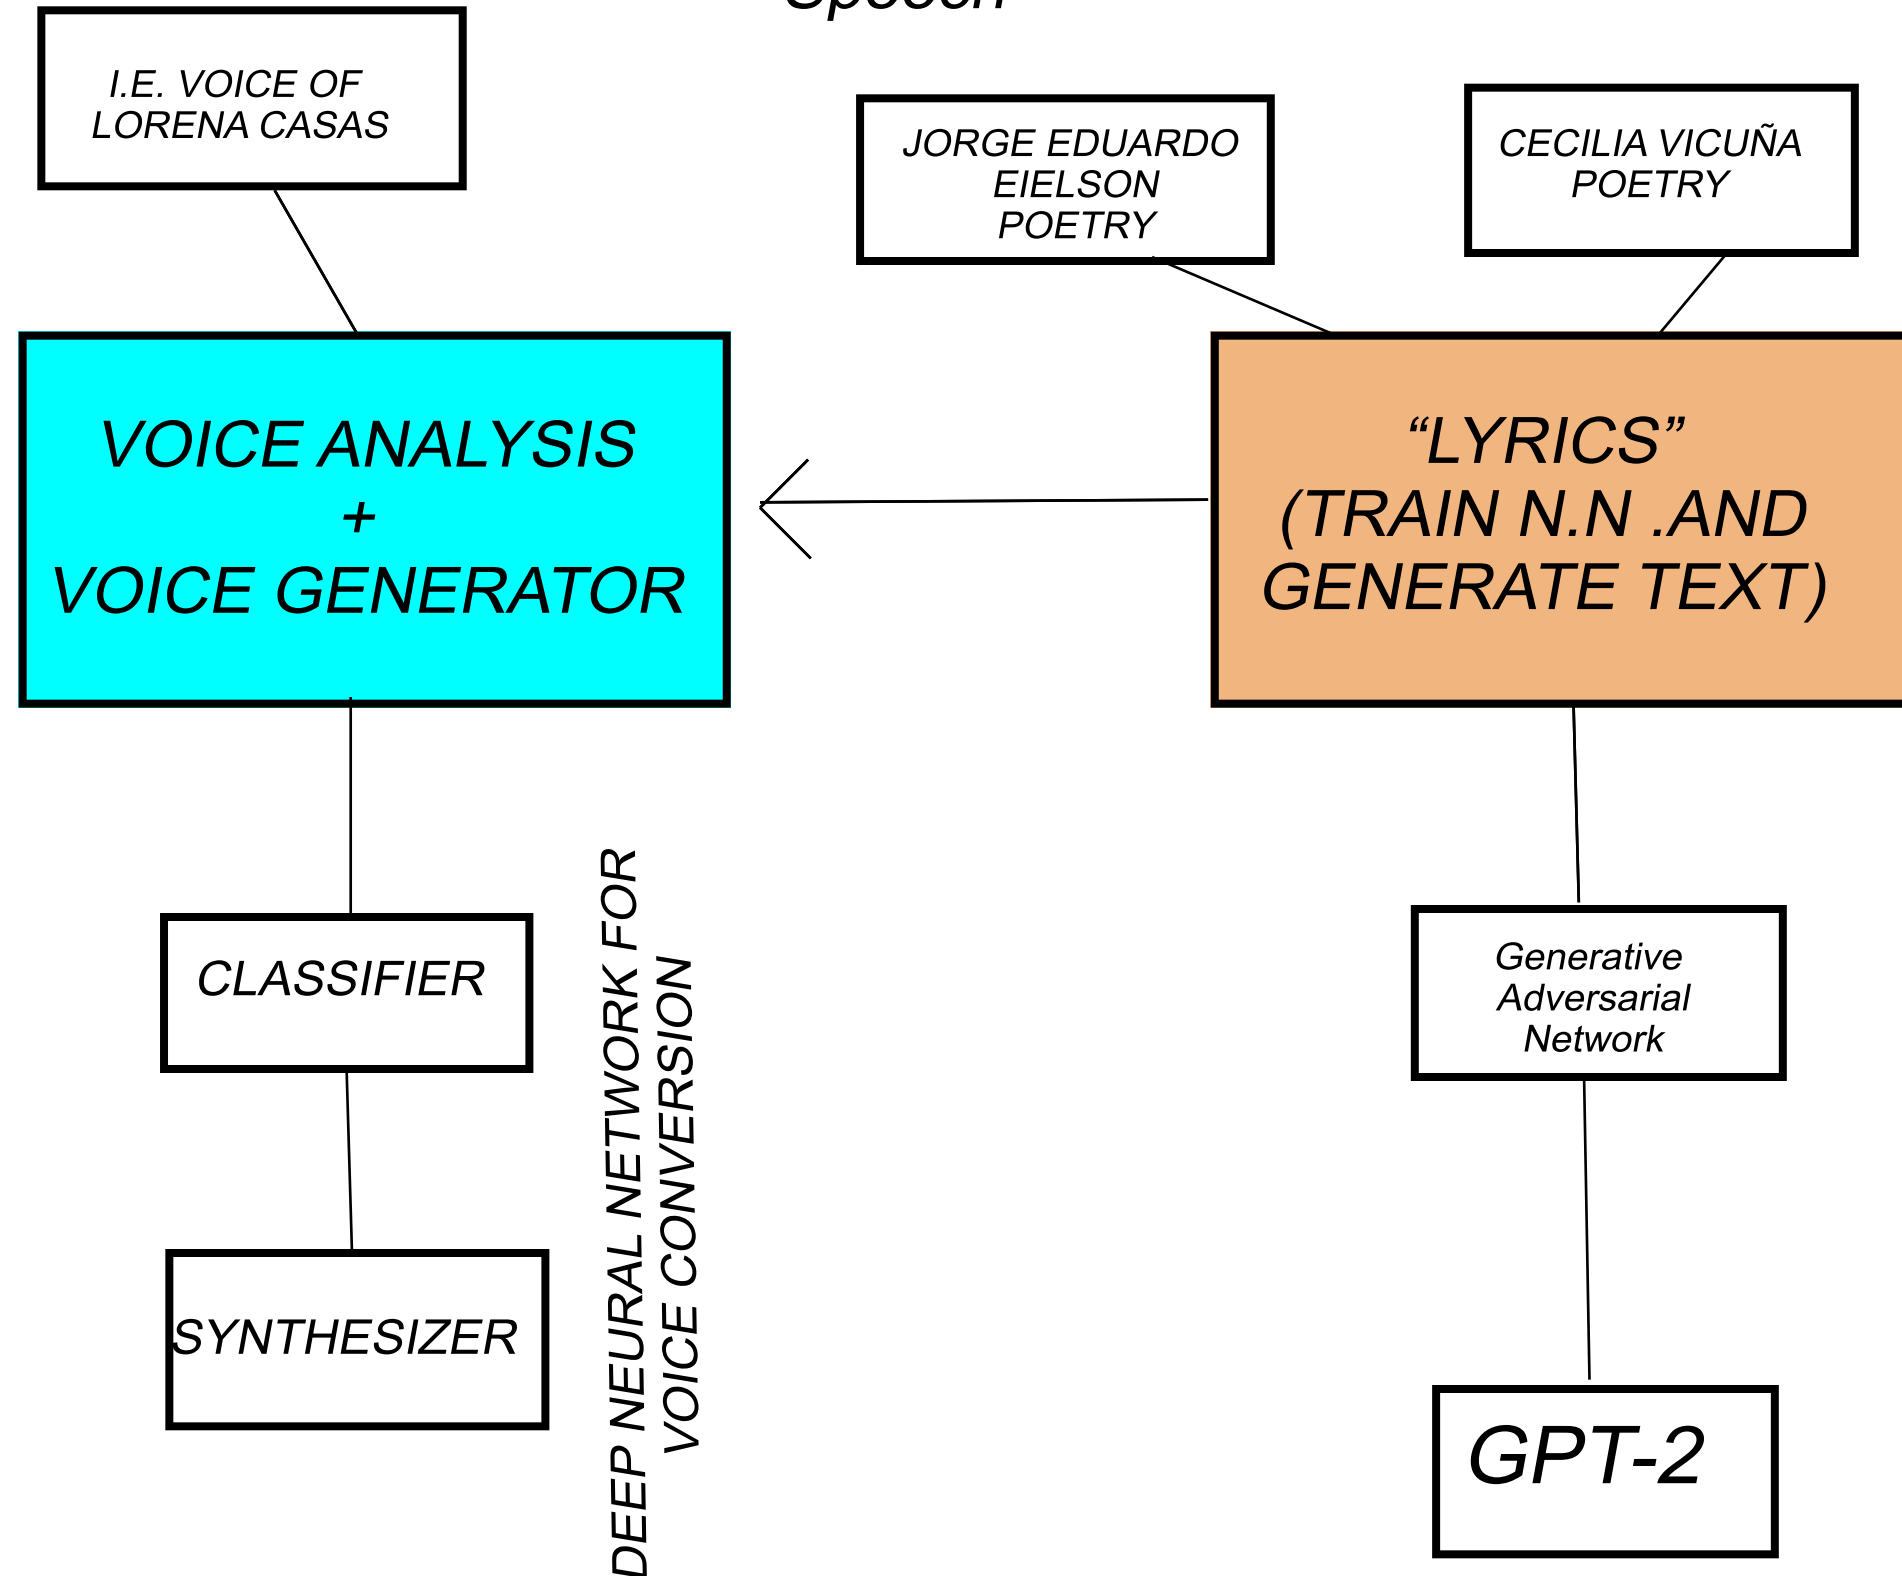 Speech
I.E. VOICE OF
LORENA CASAS
JORGE EDUARDO
EIELSON
POETRY
CECILIA VICUÑA
POETRY
VOICE ANALYSIS
+
VOICE GENERATOR
“LYRICS”
(TRAIN N.N .AND
GENERATE TEXT)
CLASSIFIER
SYNTHESIZER
DEEP NEURAL NETWORK FOR
VOICE CONVERSION
Generative
Adversarial
Network
GPT-2